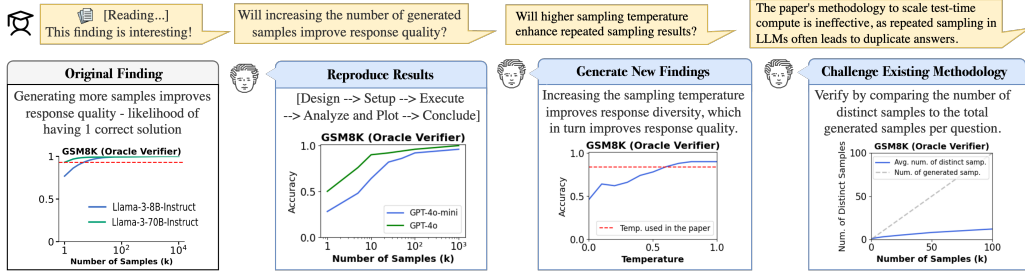 [Reading...]
This finding is interesting!
Will increasing the number of generated
samples improve response quality?
Will higher sampling temperature
enhance repeated sampling results?
The paper's methodology to scale test-time
compute is ineffective, as repeated sampling in
LLMs often leads to duplicate answers.
Original Finding
Generating more samples improves
response quality - likelihood of
having 1 correct solution
GSM8K (Oracle Verifier)
1
0.5
0
Llama-3-8B-Instruct
Llama-3-70B-Instruct
1 10² 10⁴
Number of Samples (k)
Reproduce Results
[Design --> Setup --> Execute
--> Analyze and Plot --> Conclude]
GSM8K (Oracle Verifier)
Accuracy
1.0
0.5
0.0
GPT-4o-mini
GPT-4o
1 10 10² 10³
Number of Samples (k)
Generate New Findings
Increasing the sampling temperature
improves response diversity, which
in turn improves response quality.
GSM8K (Oracle Verifier)
Accuracy
1.0
0.5
0.0
Temp. used in the paper
0.0 0.5 1.0
Temperature
Challenge Existing Methodology
Verify by comparing the number of
distinct samples to the total
generated samples per question.
GSM8K (Oracle Verifier)
Num. of Distinct Samples
100
50
0
Avg. num. of distinct samp.
Num. of generated samp.
0 50 100
Number of Samples (k)